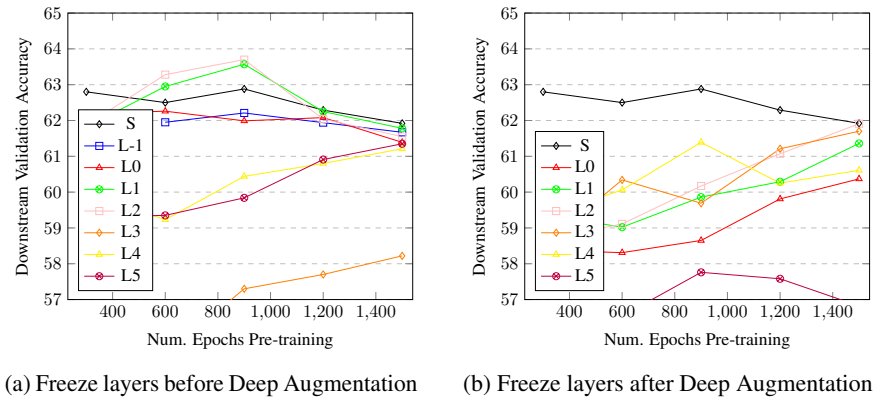 65
64
63
62
61
60
59
58
57
Downstream Validation Accuracy
S
L-1
L0
L1
L2
L3
L4
L5
400 600 800 1,000 1,200 1,400
Num. Epochs Pre-training
(a) Freeze layers before Deep Augmentation
65
64
63
62
61
60
59
58
57
Downstream Validation Accuracy
S
L0
L1
L2
L3
L4
L5
400 600 800 1,000 1,200 1,400
Num. Epochs Pre-training
(b) Freeze layers after Deep Augmentation